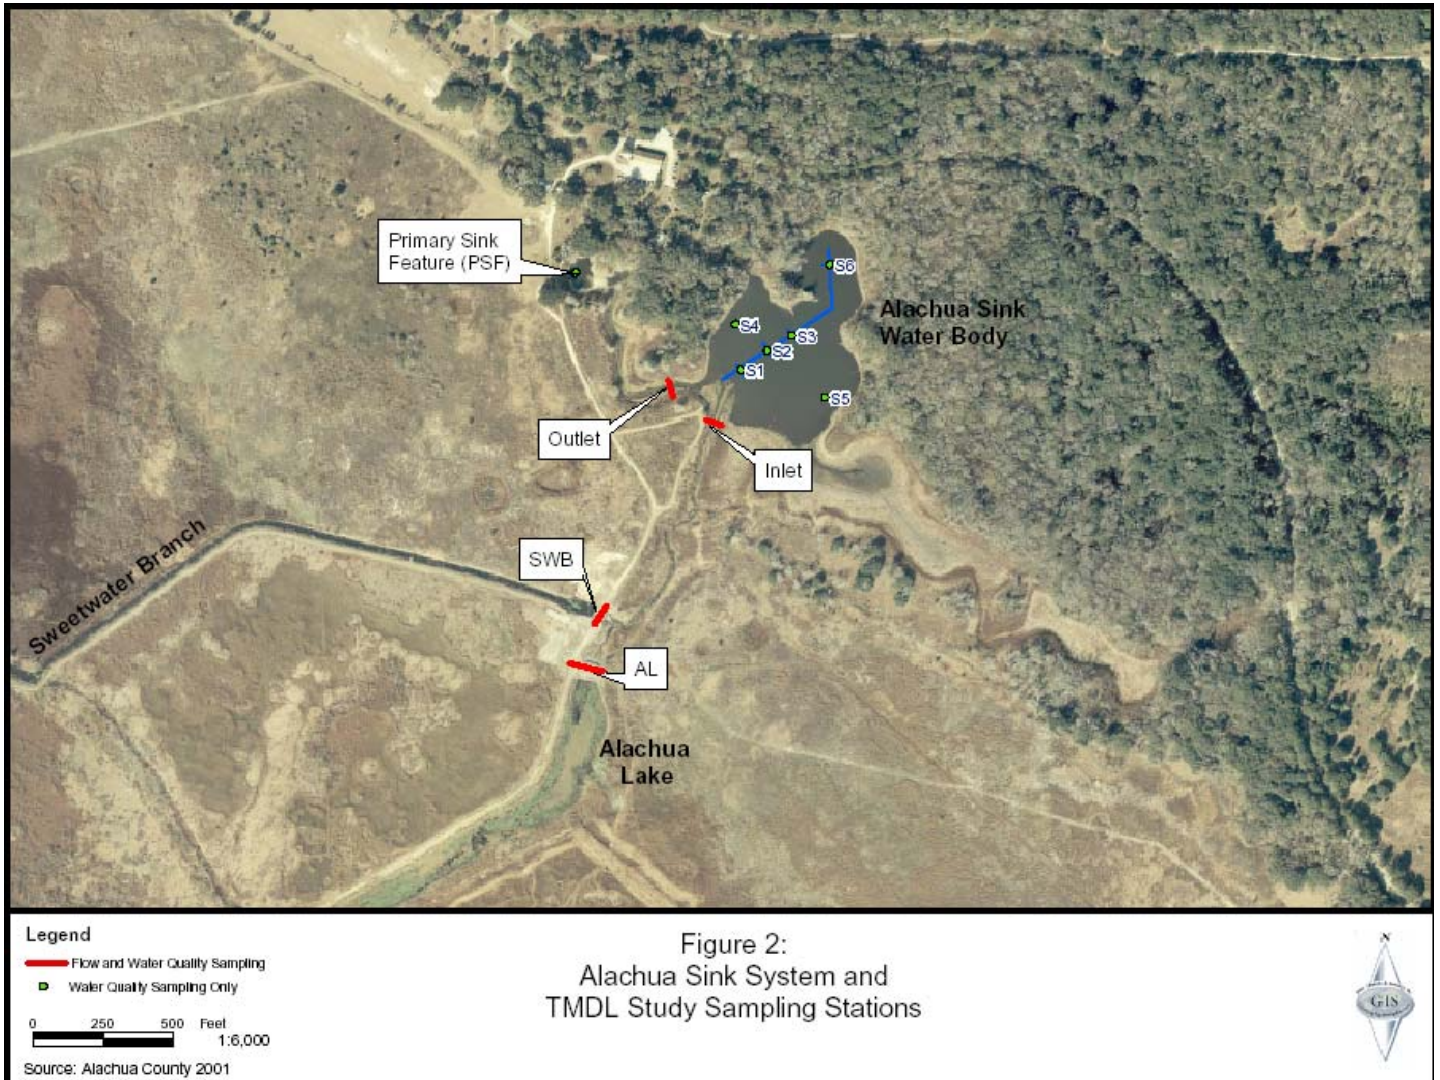 Primary Sink
Feature (PSF)
S6
Alachua Sink
Water Body
S4
S3
S2
S1
S5
Outlet
Inlet
SWB
Sweetwater Branch
AL
Alachua
Lake
Legend
Flow and Water Quality Sampling
Water Quality Sampling Only
0 250 500 Feet
1:6,000
Source: Alachua County 2001
Figure 2:
Alachua Sink System and
TMDL Study Sampling Stations
N
GIS